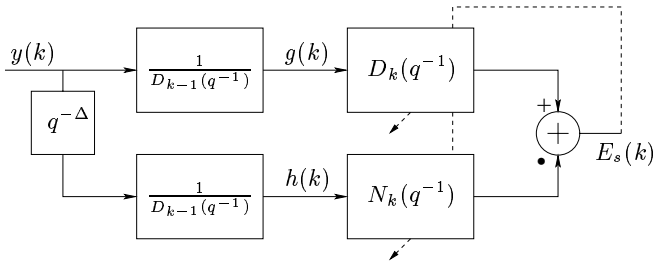 y(k)
1
D_{k-1}(q^{-1})
g(k)
D_k(q^{-1})
+
+
E_s(k)
q^{-Δ}
1
D_{k-1}(q^{-1})
h(k)
N_k(q^{-1})